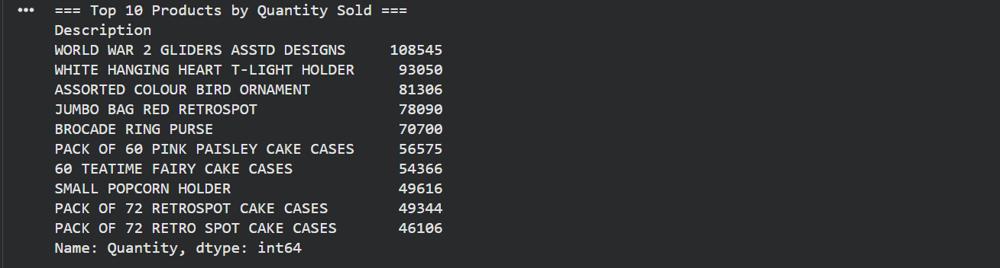 === Top 10 Products by Quantity Sold ===
Description
WORLD WAR 2 GLIDERS ASSTD DESIGNS     108545
WHITE HANGING HEART T-LIGHT HOLDER     93050
ASSORTED COLOUR BIRD ORNAMENT          81306
JUMBO BAG RED RETROSPOT                78090
BROCADE RING PURSE                     70700
PACK OF 60 PINK PAISLEY CAKE CASES     56575
60 TEATIME FAIRY CAKE CASES            54366
SMALL POPCORN HOLDER                   49616
PACK OF 72 RETROSPOT CAKE CASES        49344
PACK OF 72 RETRO SPOT CAKE CASES       46106
Name: Quantity, dtype: int64